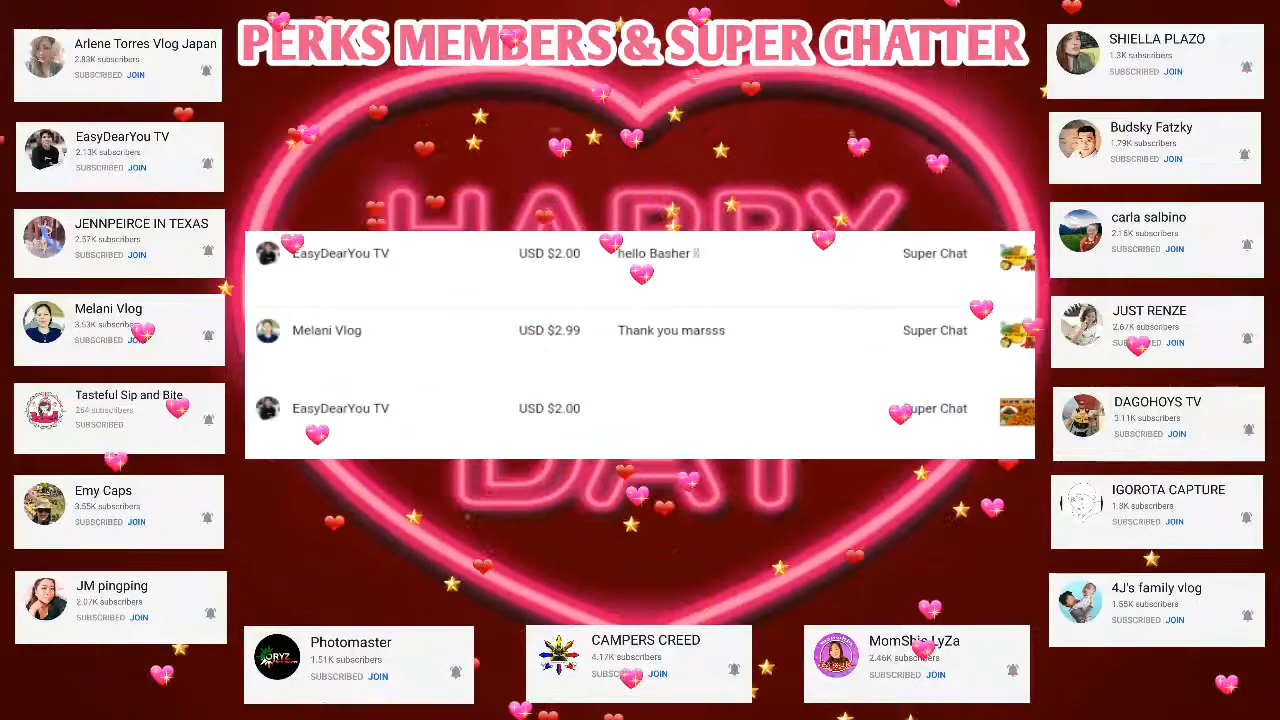 PERKS MEMBERS & SUPER CHATTER
Arlene Torres Vlog Japan
2.83K subscribers
SUBSCRIBED JOIN
EasyDearYou TV
2.13K subscribers
SUBSCRIBED JOIN
JENNPEIRCE IN TEXAS
2.57K subscribers
SUBSCRIBED JOIN
Melani Vlog
3.53K subscribers
SUBSCRIBED JOIN
Tasteful Sip and Bite
264 subscribers
SUBSCRIBED
Emy Caps
3.55K subscribers
SUBSCRIBED JOIN
JM pingping
2.07K subscribers
SUBSCRIBED JOIN
HAPPY
EasyDearYou TV USD $2.00 hello Basher Super Chat
Melani Vlog USD $2.99 Thank you marsss Super Chat
EasyDearYou TV USD $2.00 Super Chat
DAY
SHIELLA PLAZO
1.3K subscribers
SUBSCRIBED JOIN
Budsky Fatzky
1.79K subscribers
SUBSCRIBED JOIN
carla salbino
2.16K subscribers
SUBSCRIBED JOIN
JUST RENZE
2.67K subscribers
SUBSCRIBED JOIN
DAGOHOYS TV
3.11K subscribers
SUBSCRIBED JOIN
IGOROTA CAPTURE
1.8K subscribers
SUBSCRIBED JOIN
4J's family vlog
1.55K subscribers
SUBSCRIBED JOIN
Photomaster
1.51K subscribers
SUBSCRIBED JOIN
CAMPERS CREED
4.17K subscribers
SUBSCRIBED JOIN
MomShie LyZa
2.46K subscribers
SUBSCRIBED JOIN